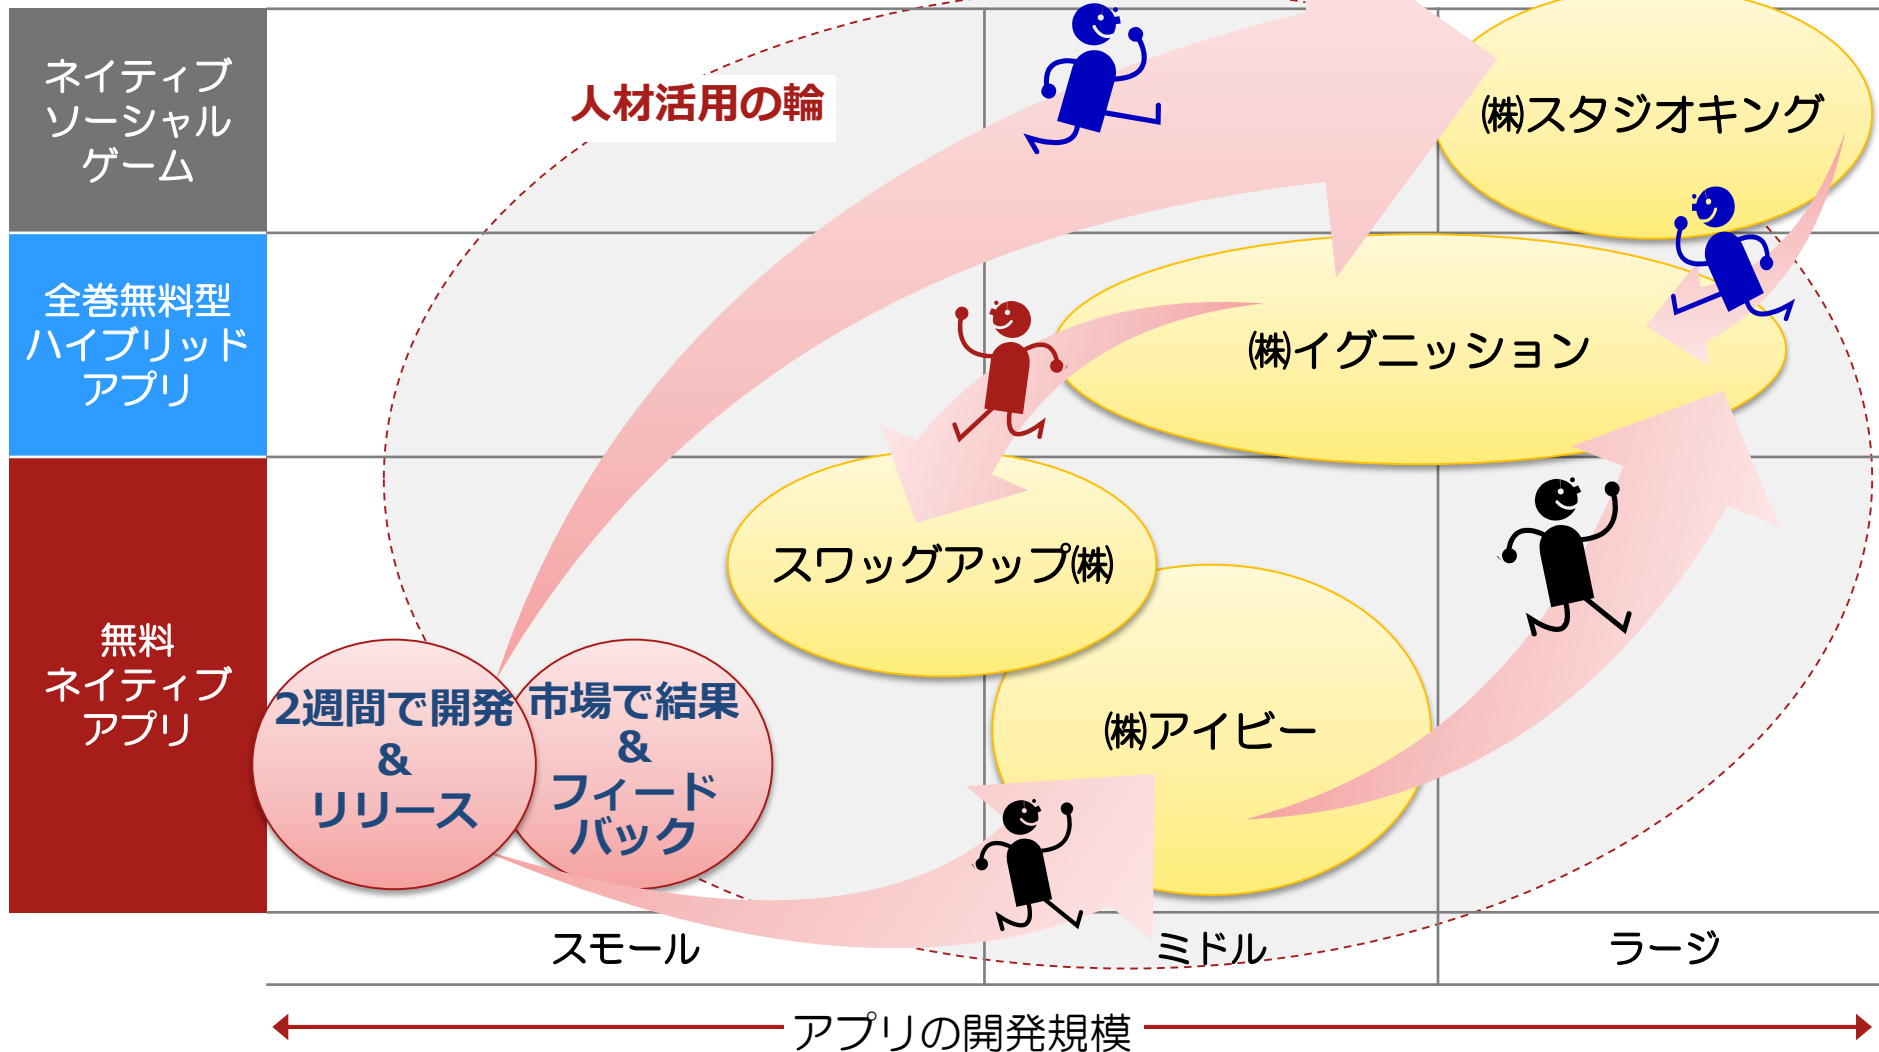 ネイティブ
ソーシャル
ゲーム
人材活用の輪
㈱スタジオキング
全巻無料型
ハイブリッド
アプリ
㈱イグニッション
無料
ネイティブ
アプリ
スワッグアップ㈱
㈱アイビー
2週間で開発
&
リリース
市場で結果
&
フィード
バック
スモール
ミドル
ラージ
アプリの開発規模